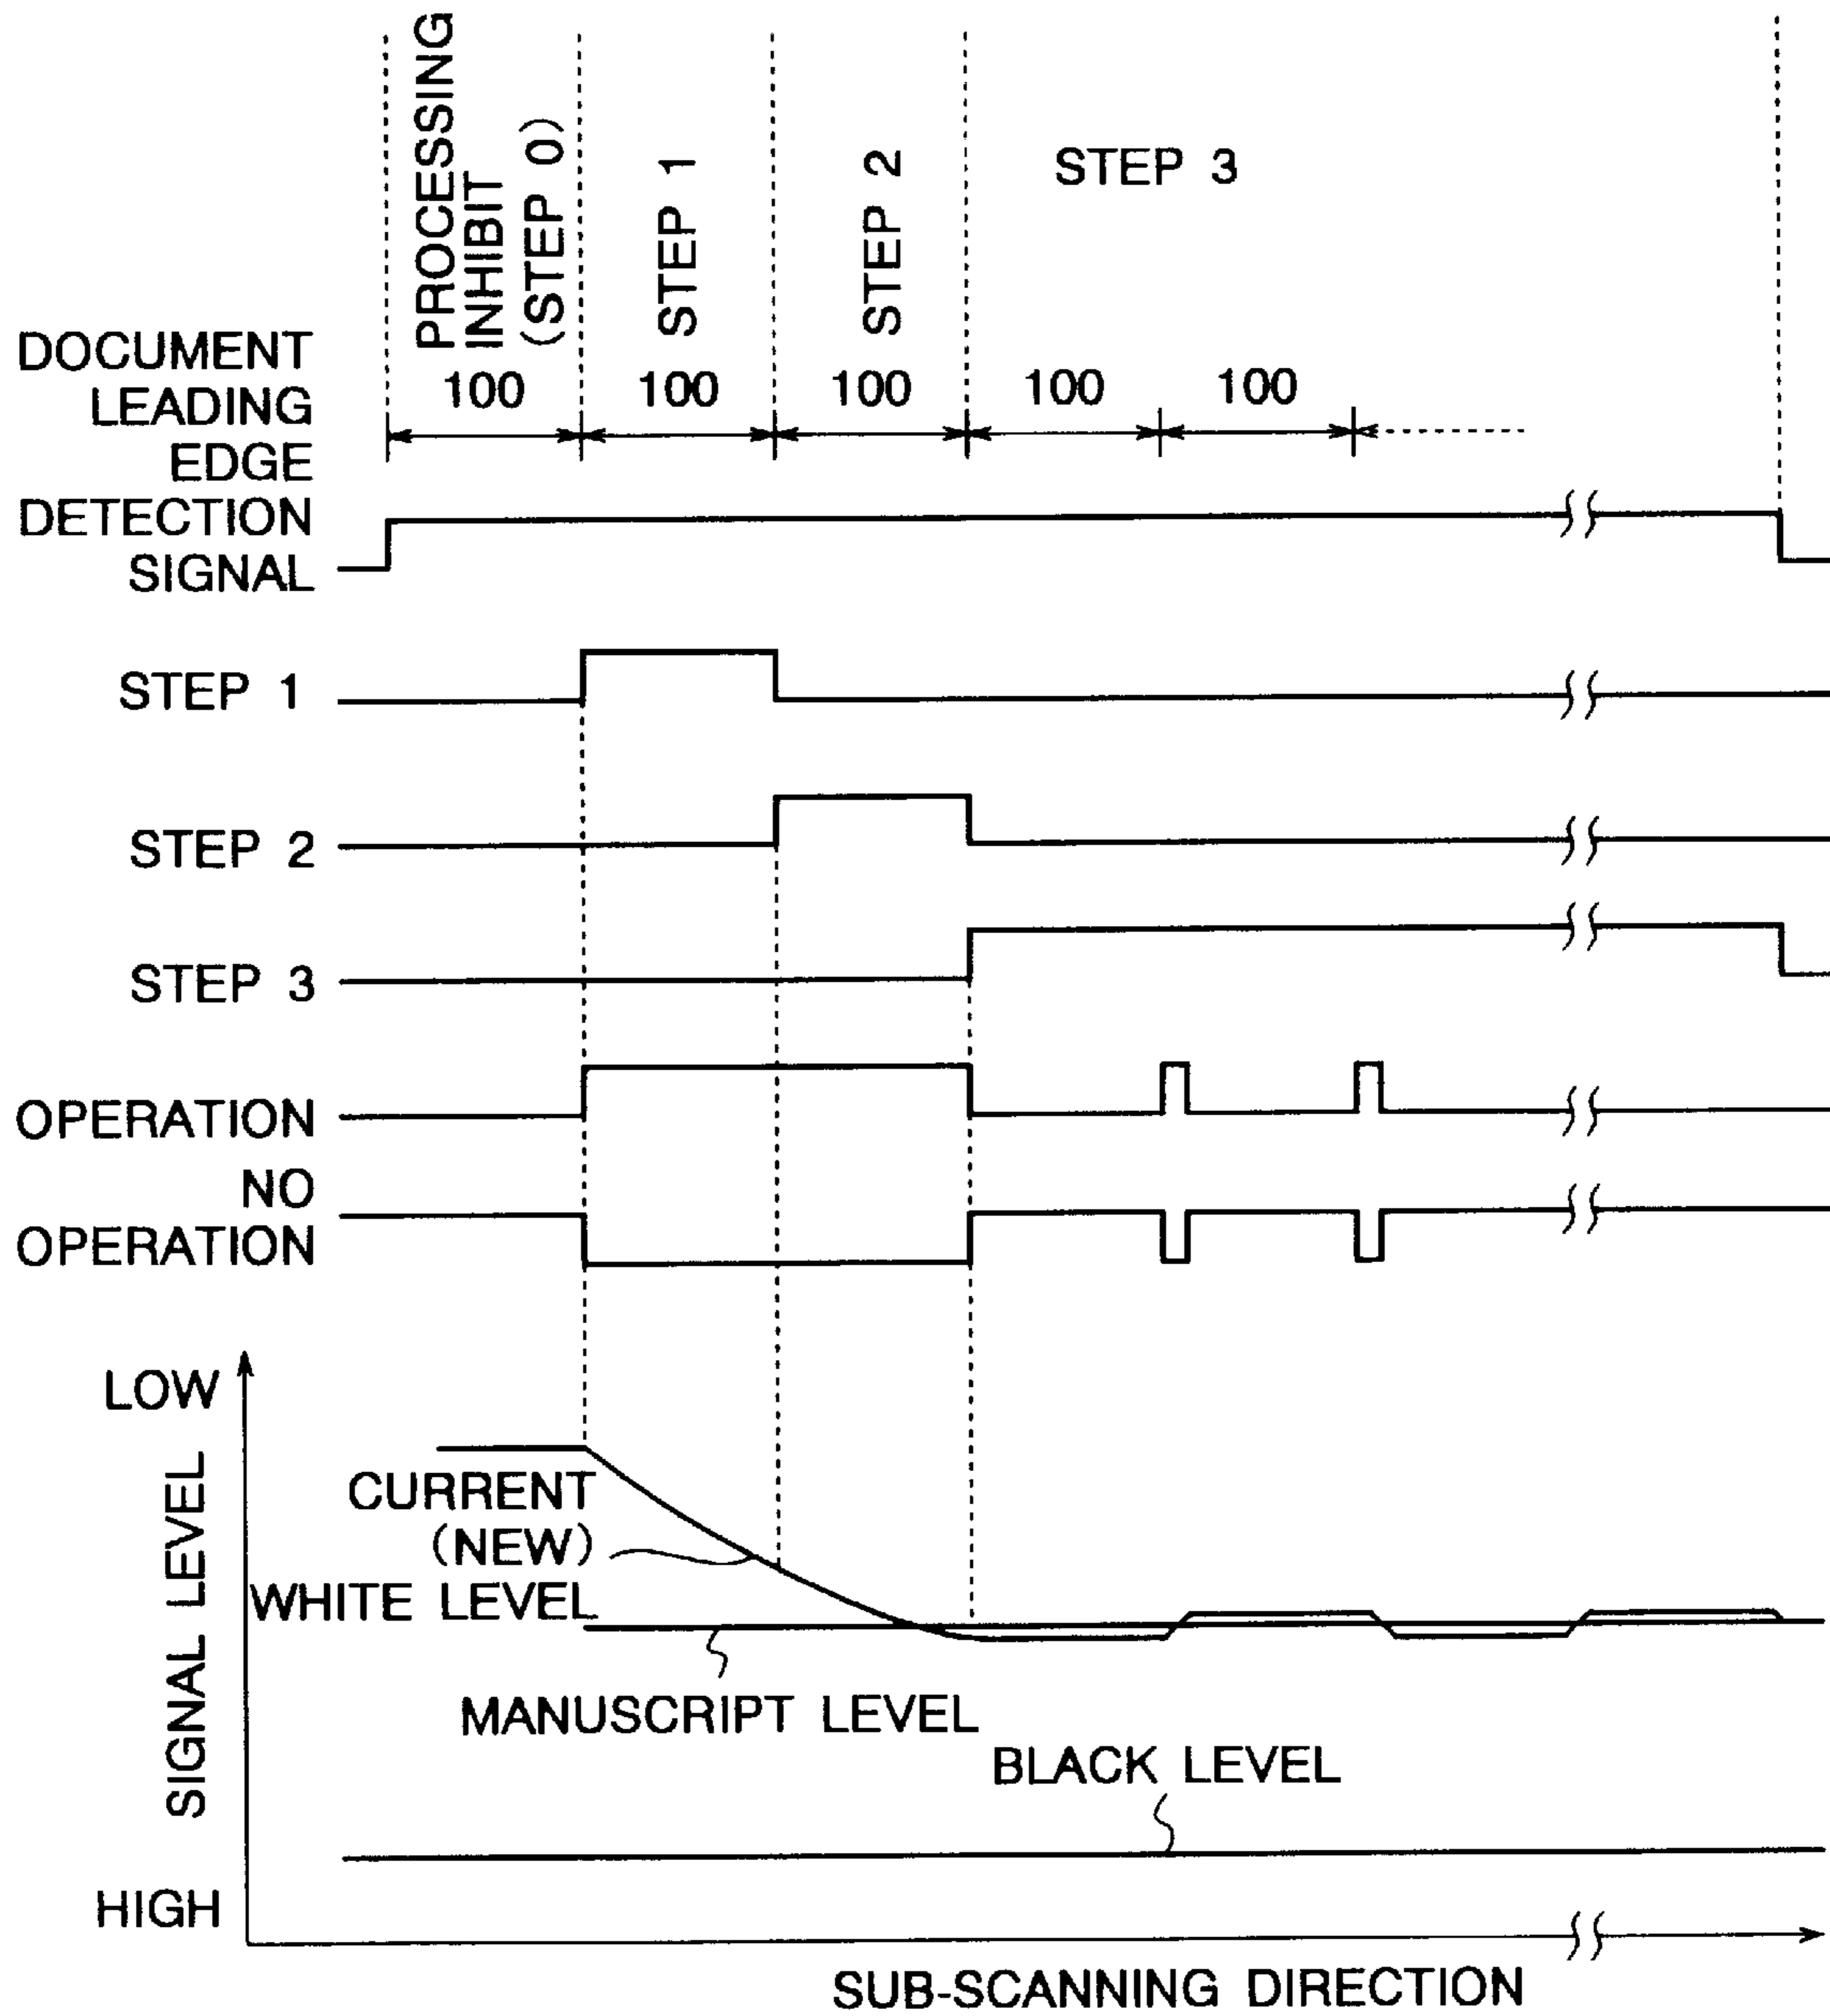 PROCESSING
INHIBIT
(STEP 0)
STEP 1
STEP 2
STEP 3
DOCUMENT
LEADING
EDGE
DETECTION
SIGNAL
100
100
100
100
100
STEP 1
STEP 2
STEP 3
OPERATION
NO
OPERATION
LOW
SIGNAL LEVEL
HIGH
CURRENT
(NEW)
WHITE LEVEL
MANUSCRIPT LEVEL
BLACK LEVEL
SUB-SCANNING DIRECTION